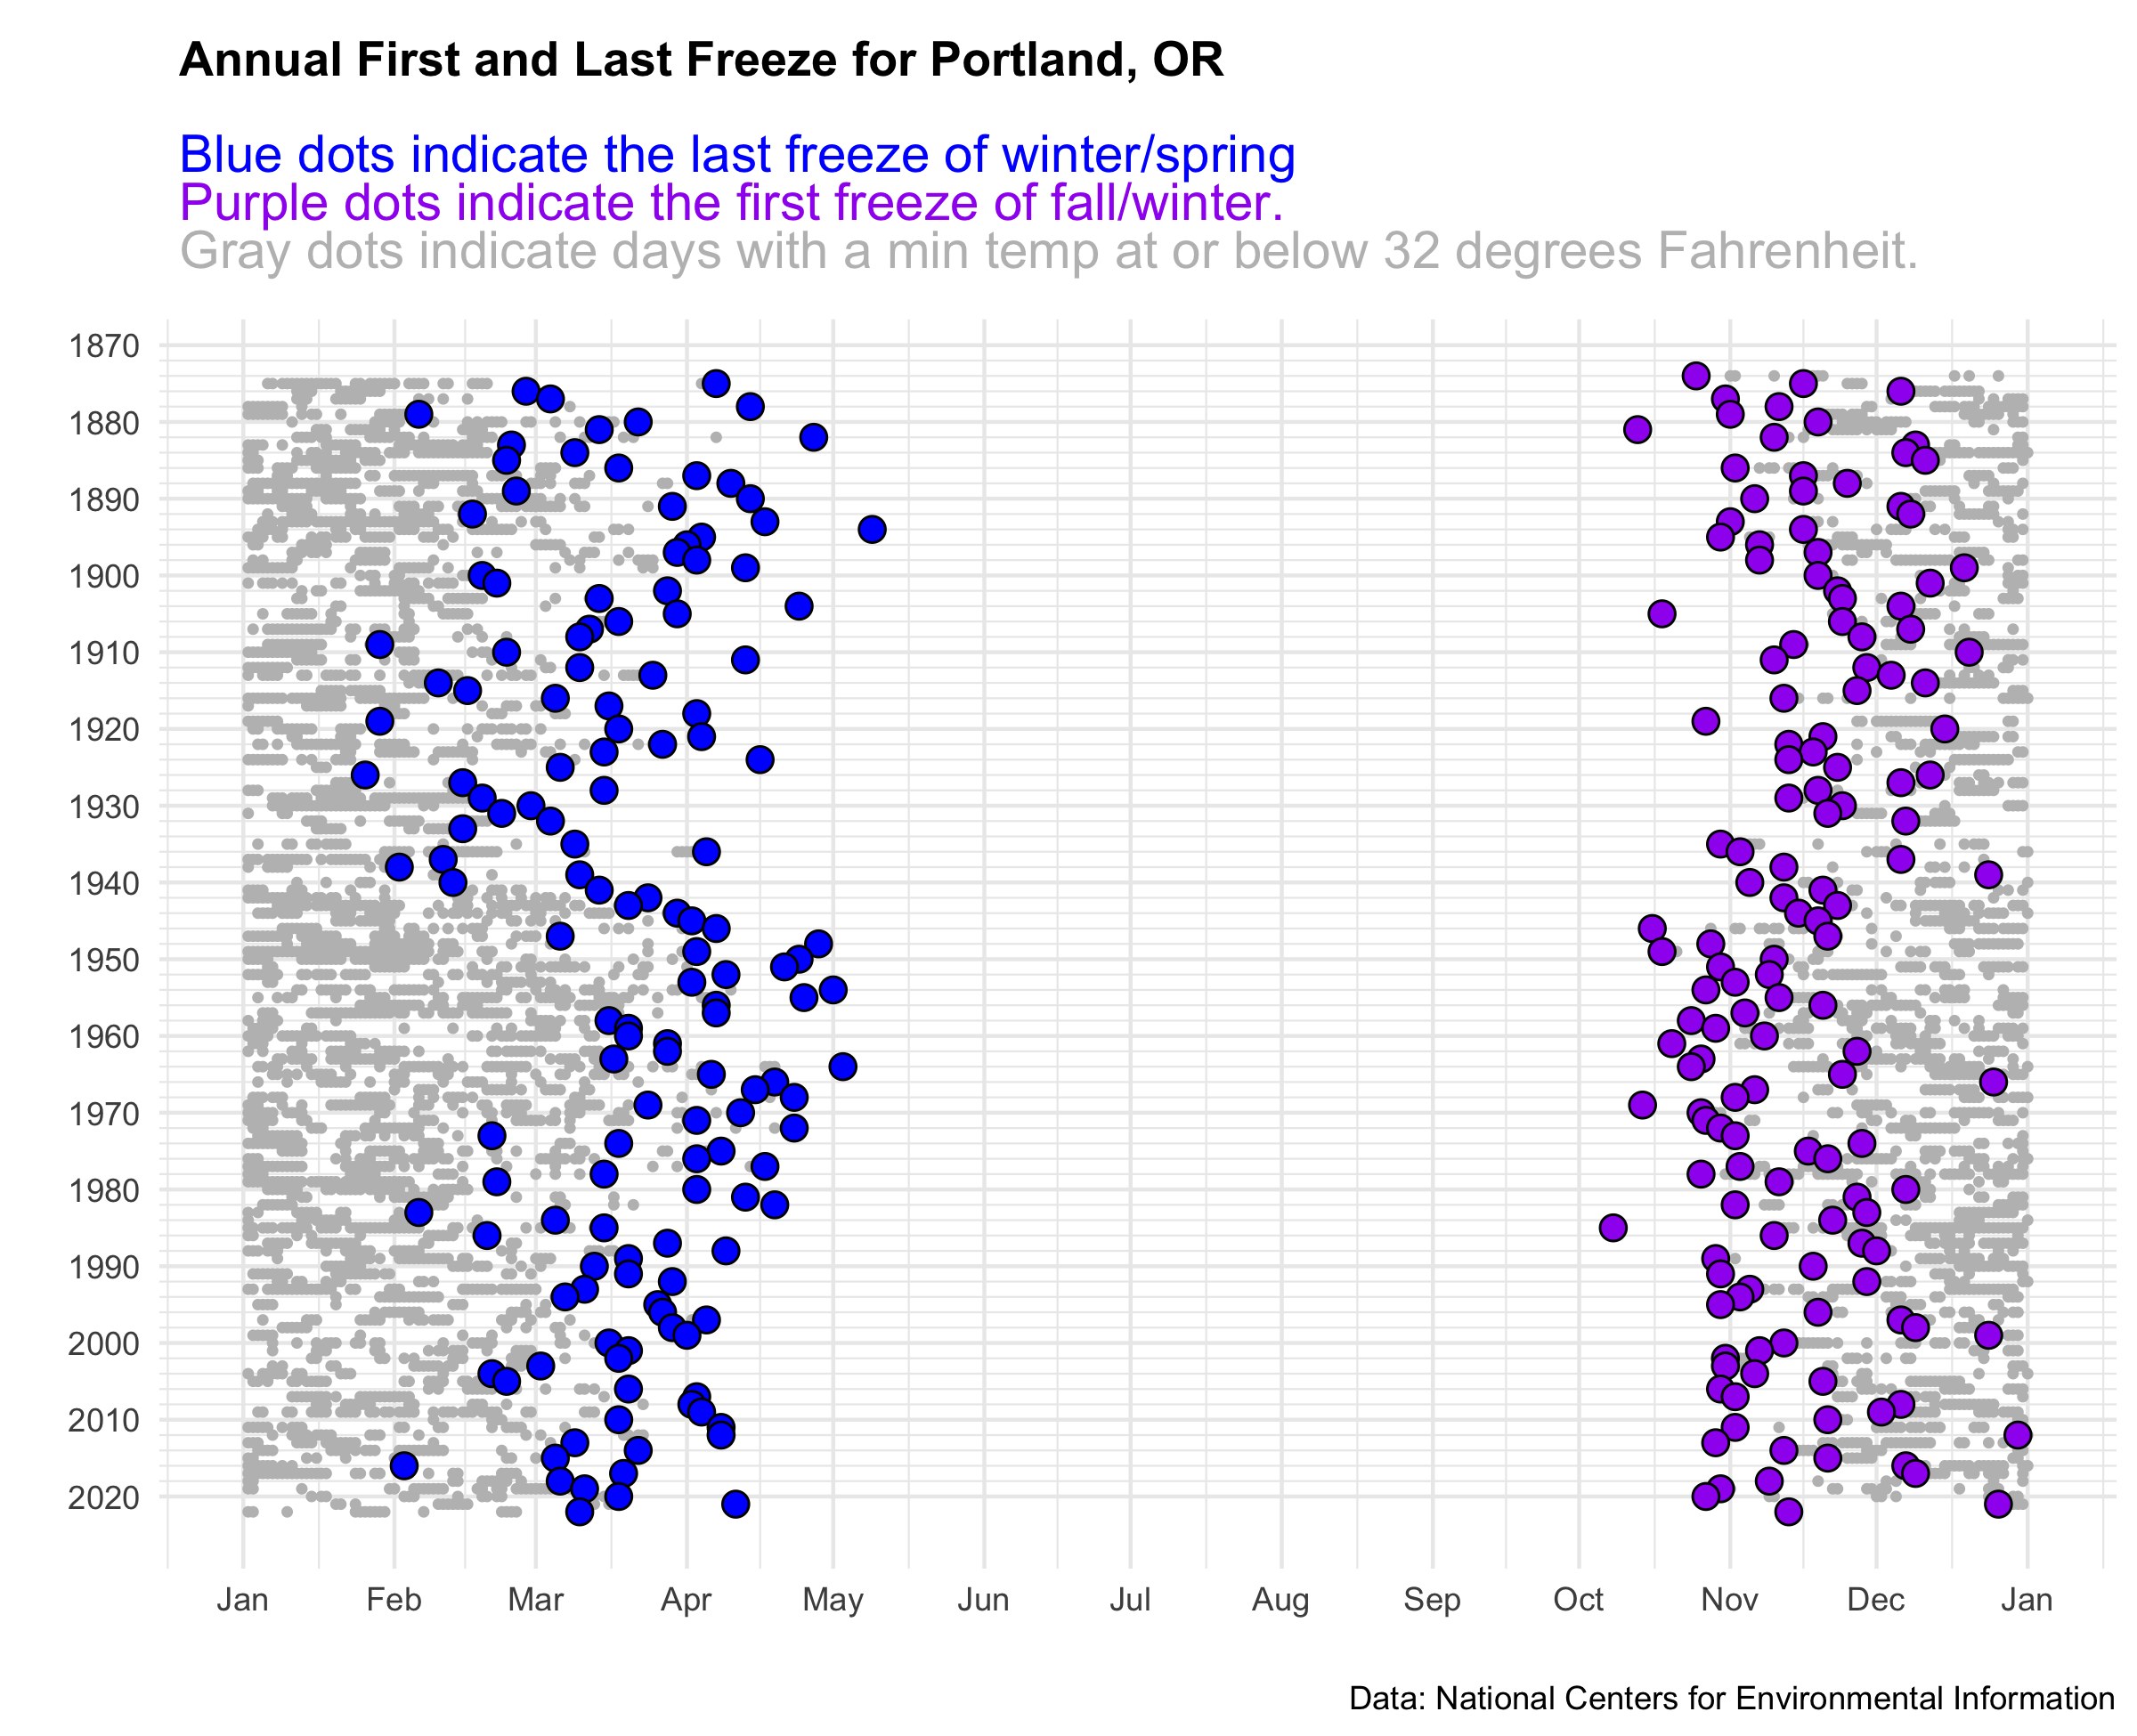 Annual First and Last Freeze for Portland, OR
Blue dots indicate the last freeze of winter/spring
Purple dots indicate the first freeze of fall/winter.
Gray dots indicate days with a min temp at or below 32 degrees Fahrenheit.
1870
1880
1890
1900
1910
1920
1930
1940
1950
1960
1970
1980
1990
2000
2010
2020
Jan Feb Mar Apr May Jun Jul Aug Sep Oct Nov Dec Jan
Data: National Centers for Environmental Information